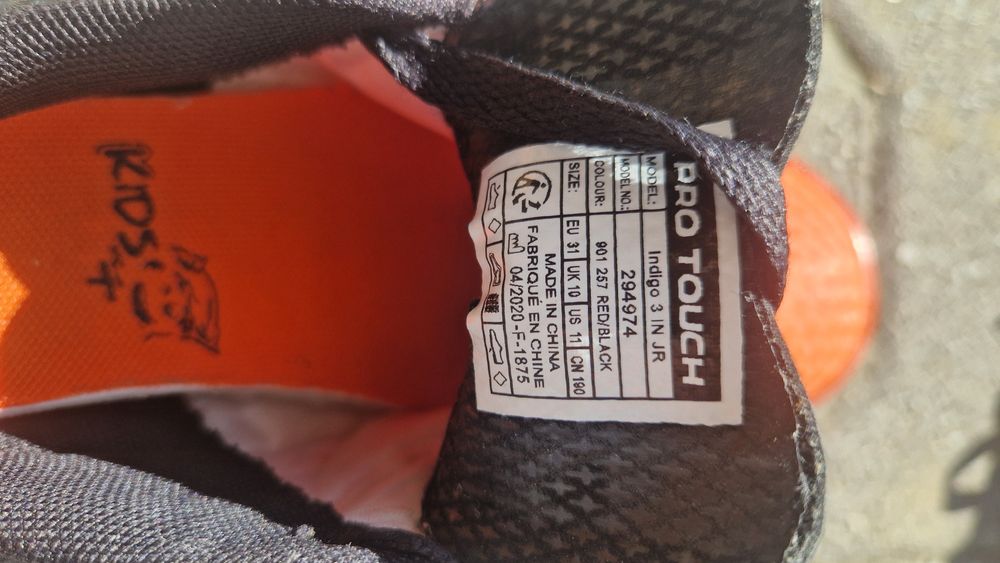 PRO TOUCH
MODEL: Indigo 3 IN JR
MODEL NO.: 294974
COLOUR: 901 257 RED/BLACK
SIZE: EU 31 UK 10 US 11 CN 190
MADE IN CHINA
FABRIQUÉ EN CHINE
04/2020-F-1875
KIDS